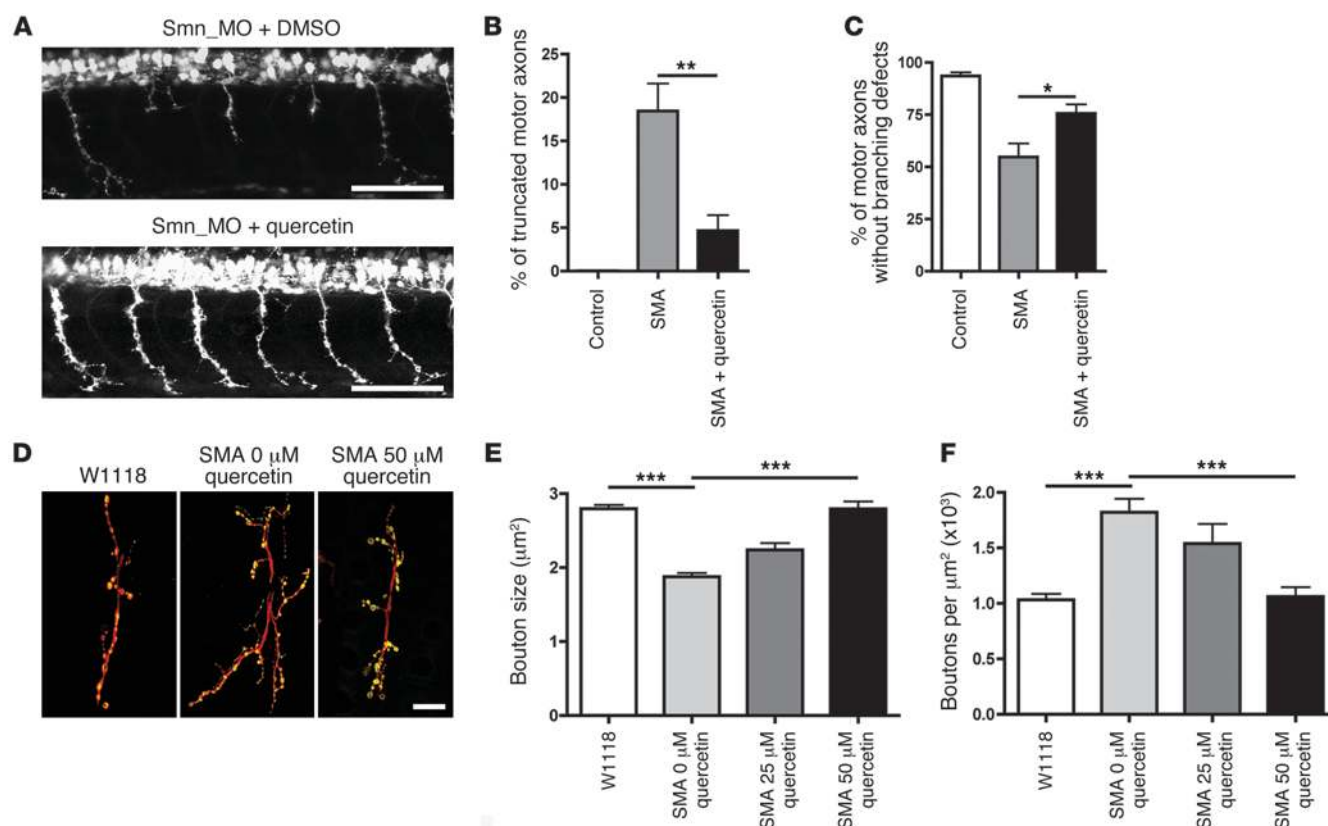 A
Smn_MO + DMSO
Smn_MO + quercetin
B
% of truncated motor axons
25
20
15
10
5
0
**
Control
SMA
SMA + quercetin
C
% of motor axons
without branching defects
100
75
50
25
0
*
Control
SMA
SMA + quercetin
D
W1118
SMA 0 μM
quercetin
SMA 50 μM
quercetin
E
Bouton size (μm²)
3
2
1
0
***
***
W1118
SMA 0 μM
quercetin
SMA 25 μM
quercetin
SMA 50 μM
quercetin
F
Boutons per μm² (x10³)
2.0
1.5
1.0
0.5
0.0
***
***
W1118
SMA 0 μM
quercetin
SMA 25 μM
quercetin
SMA 50 μM
quercetin